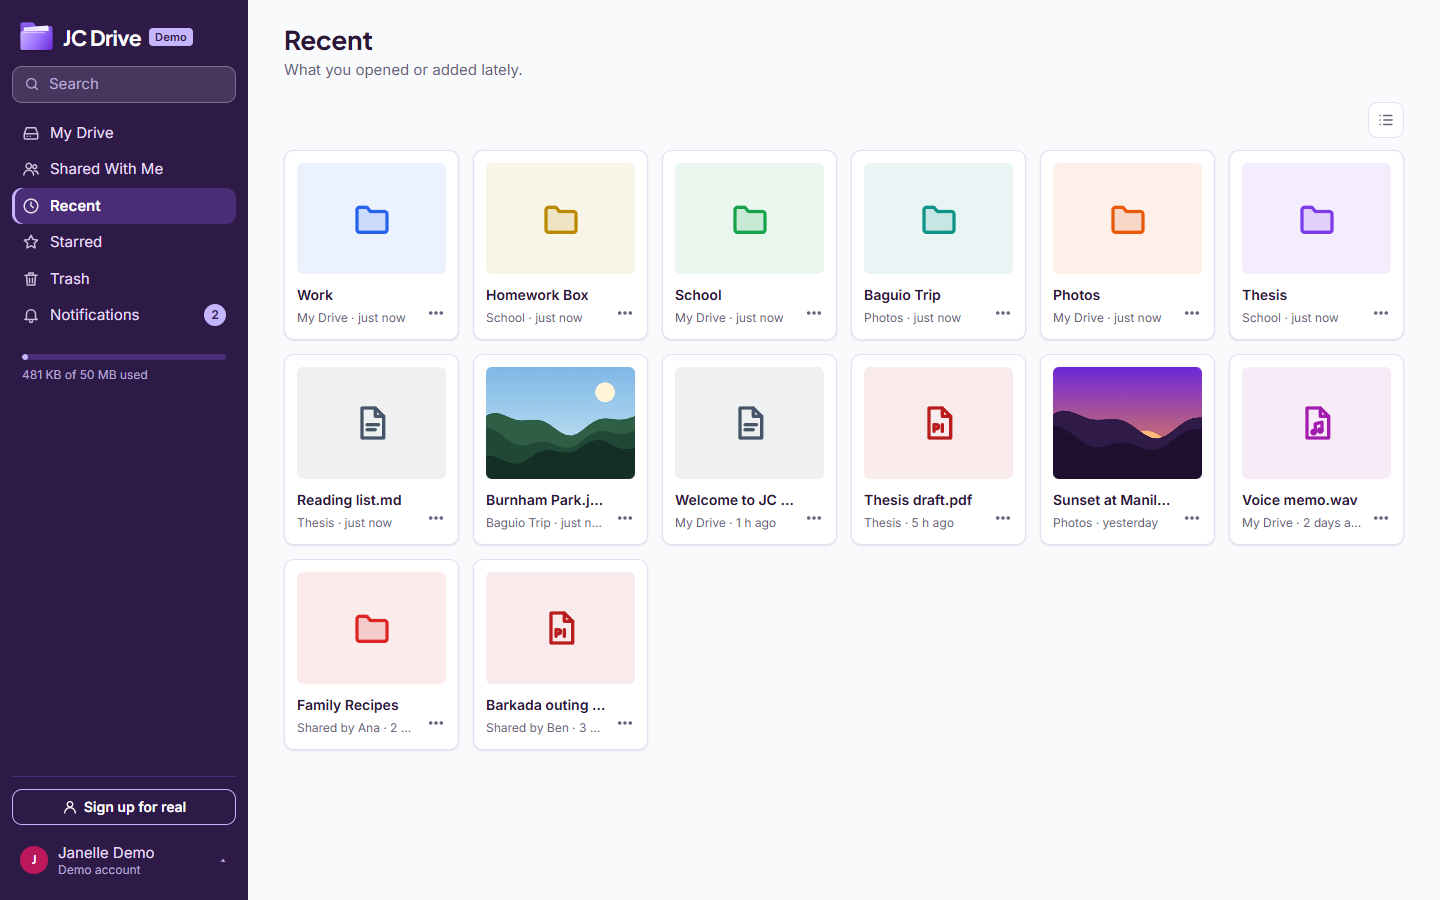 JC Drive Demo
Search
My Drive
Shared With Me
Recent
Starred
Trash
Notifications 2
481 KB of 50 MB used
Sign up for real
J
Janelle Demo
Demo account
Recent
What you opened or added lately.
Work
My Drive · just now
Homework Box
School · just now
School
My Drive · just now
Baguio Trip
Photos · just now
Photos
My Drive · just now
Thesis
School · just now
Reading list.md
Thesis · just now
Burnham Park.j...
Baguio Trip · just n...
Welcome to JC ...
My Drive · 1 h ago
Thesis draft.pdf
Thesis · 5 h ago
Sunset at Manil...
Photos · yesterday
Voice memo.wav
My Drive · 2 days a...
Family Recipes
Shared by Ana · 2 ...
Barkada outing ...
Shared by Ben · 3 ...